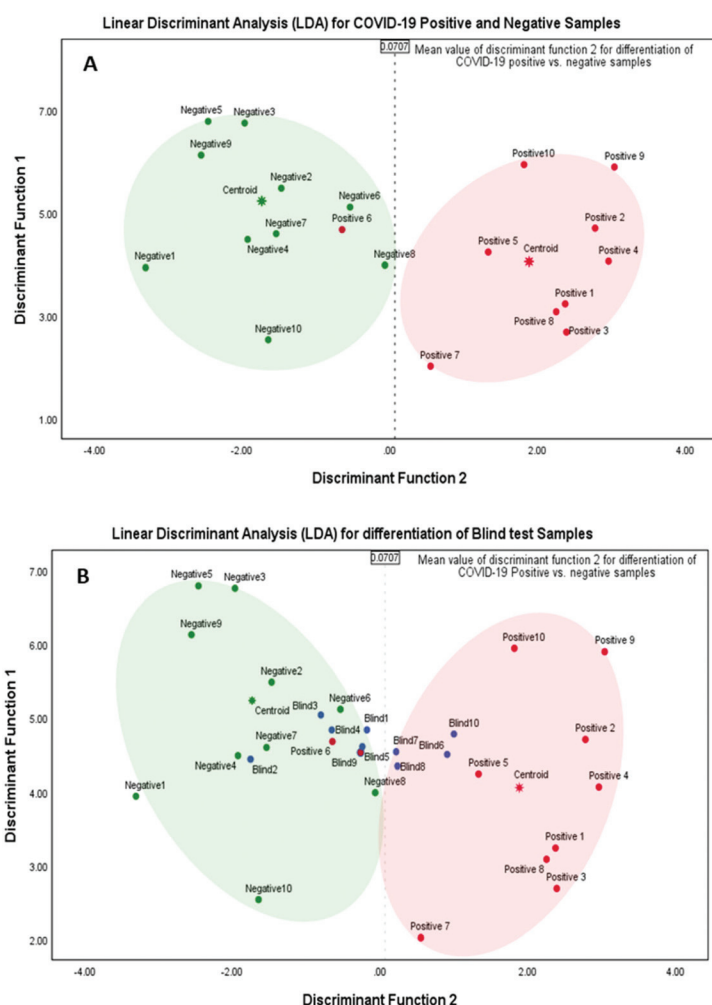 Linear Discriminant Analysis (LDA) for COVID-19 Positive and Negative Samples
A
0.0707
Mean value of discriminant function 2 for differentiation of
COVID-19 positive vs. negative samples
Discriminant Function 1
7.00
5.00
3.00
1.00
Negative5
Negative3
Negative9
Negative2
Centroid
Negative6
Positive 6
Negative7
Negative4
Negative8
Negative1
Negative10
Positive10
Positive 9
Positive 2
Positive 5
Centroid
Positive 4
Positive 1
Positive 8
Positive 3
Positive 7
-4.00
-2.00
.00
2.00
4.00
Discriminant Function 2
Linear Discriminant Analysis (LDA) for differentiation of Blind test Samples
B
0.0707
Mean value of discriminant function 2 for differentiation of
COVID-19 Positive vs. negative samples
Discriminant Function 1
7.00
6.00
5.00
4.00
3.00
2.00
Negative5
Negative3
Negative9
Negative2
Centroid
Blind3
Negative6
Blind4
Blind1
Negative7
Positive 6
Blind9
Blind5
Negative4
Blind2
Negative8
Negative1
Negative10
Blind7
Blind8
Blind10
Blind6
Positive10
Positive 9
Positive 2
Positive 5
Centroid
Positive 4
Positive 1
Positive 8
Positive 3
Positive 7
-4.00
-2.00
.00
2.00
4.00
Discriminant Function 2